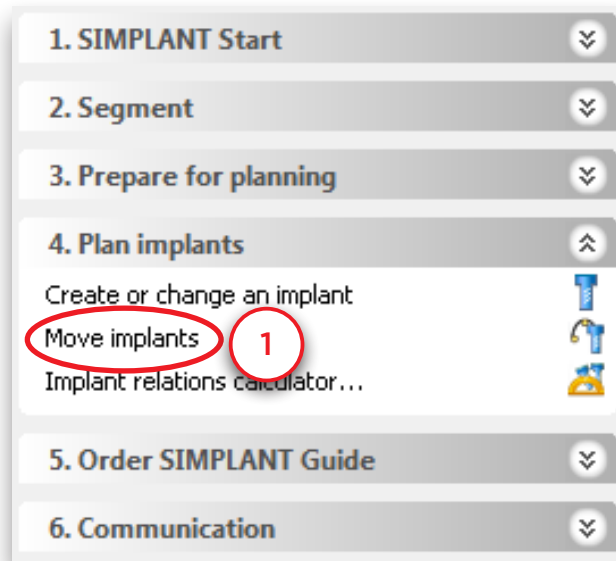 1. SIMPLANT Start
2. Segment
3. Prepare for planning
4. Plan implants
Create or change an implant
Move implants
1
Implant relations calculator...
5. Order SIMPLANT Guide
6. Communication